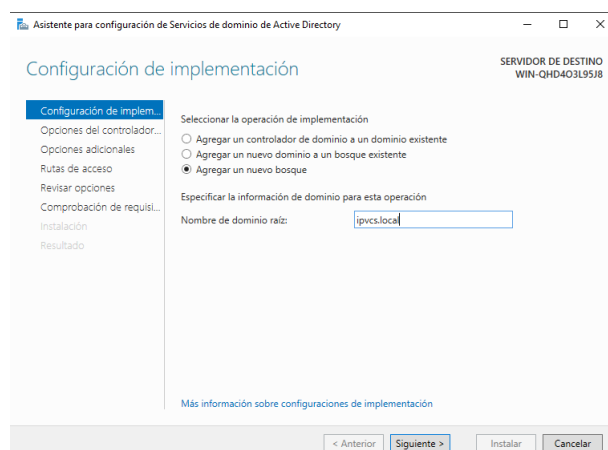 Asistente para configuración de Servicios de dominio de Active Directory
Configuración de implementación
SERVIDOR DE DESTINO
WIN-QHD4O3L95J8
Configuración de implem...
Opciones del controlador...
Opciones adicionales
Rutas de acceso
Revisar opciones
Comprobación de requisi...
Instalación
Resultado
Seleccionar la operación de implementación
Agregar un controlador de dominio a un dominio existente
Agregar un nuevo dominio a un bosque existente
Agregar un nuevo bosque
Especificar la información de dominio para esta operación
Nombre de dominio raíz: ipvcs.local
Más información sobre configuraciones de implementación
< Anterior Siguiente > Instalar Cancelar